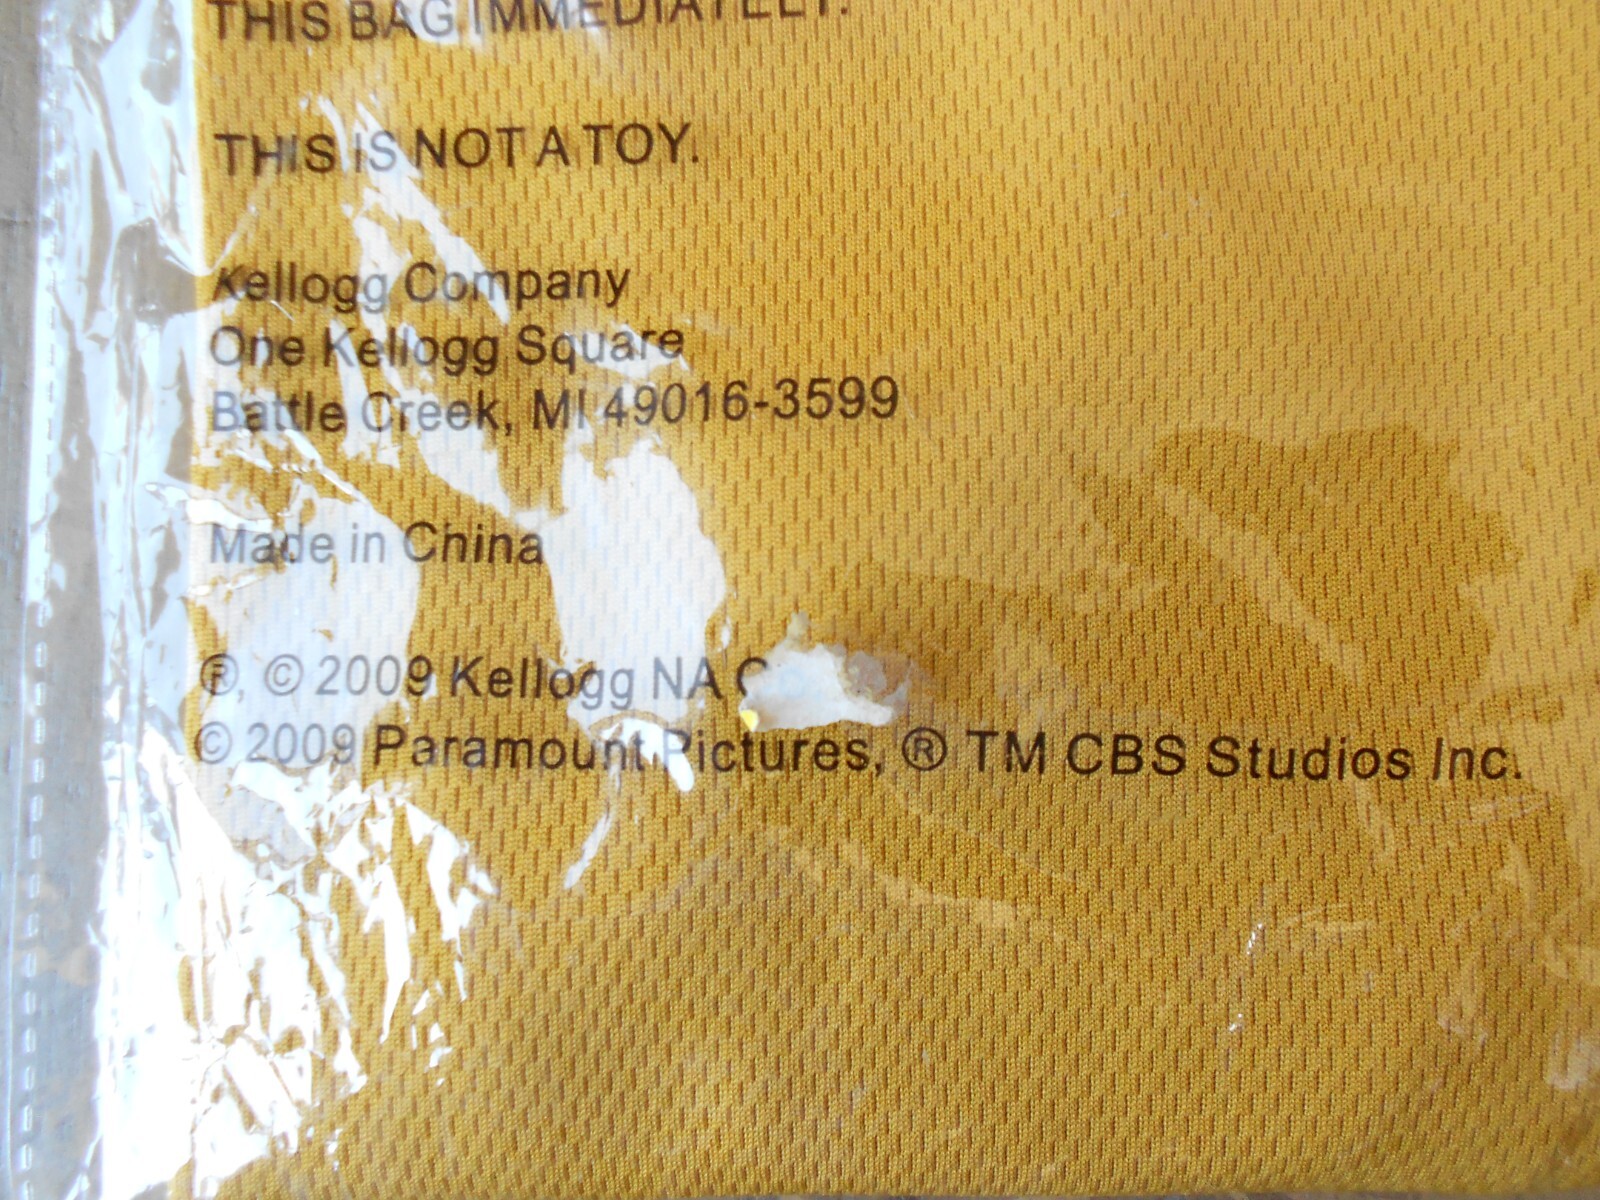 THIS BAG IMMEDIATELY.
THIS IS NOT A TOY.
Kellogg Company
One Kellogg Square
Battle Creek, MI 49016-3599
Made in China
®, © 2009 Kellogg NA
© 2009 Paramount Pictures, ® TM CBS Studios Inc.